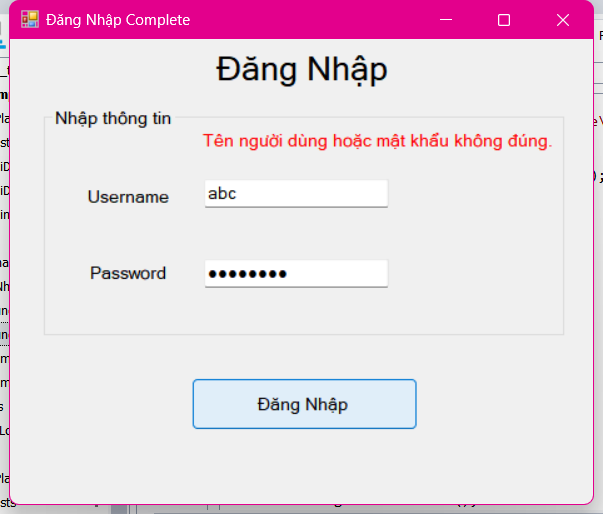 Đăng Nhập Complete
Đăng Nhập
Nhập thông tin
Tên người dùng hoặc mật khẩu không đúng.
Username
abc
Password
Đăng Nhập